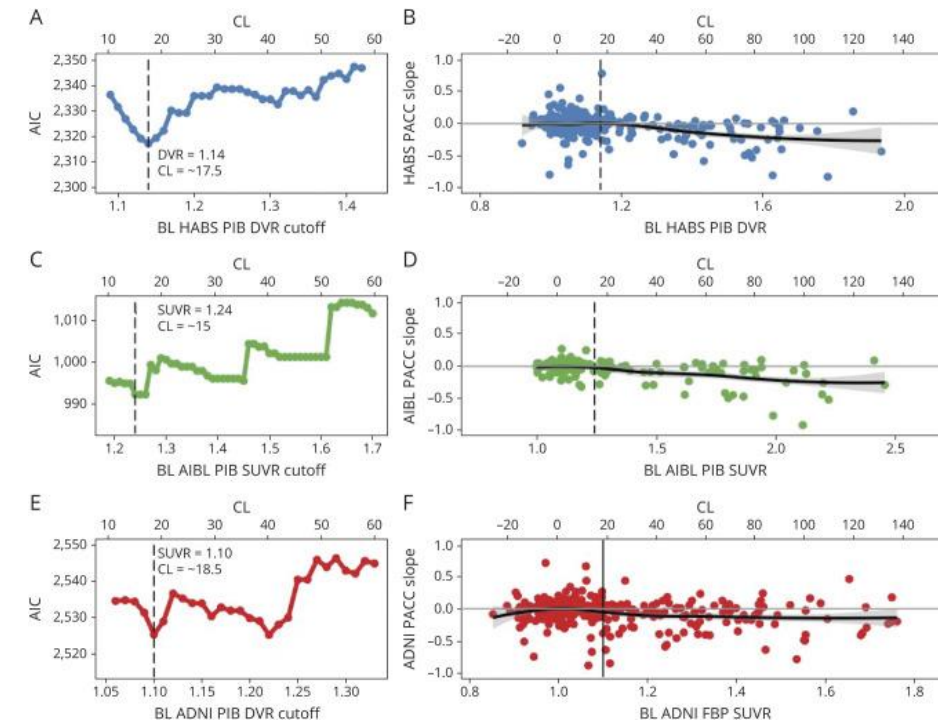 A
CL
10 20 30 40 50 60
2,350
2,340
2,330
2,320
2,310
2,300
AIC
DVR = 1.14
CL = ~17.5
1.1 1.2 1.3 1.4
BL HABS PIB DVR cutoff
B
CL
−20 0 20 40 60 80 100 120 140
1.0
0.5
0.0
−0.5
−1.0
HABS PACC slope
0.8 1.2 1.6 2.0
BL HABS PIB DVR
C
CL
10 20 30 40 50 60
1,010
1,000
990
AIC
SUVR = 1.24
CL = ~15
1.2 1.3 1.4 1.5 1.6 1.7
BL AIBL PIB SUVR cutoff
D
CL
−20 0 20 40 60 80 100 120 140
1.0
0.5
0.0
−0.5
−1.0
AIBL PACC slope
1.0 1.5 2.0 2.5
BL AIBL PIB SUVR
E
CL
10 20 30 40 50 60
2,550
2,540
2,530
2,520
AIC
SUVR = 1.10
CL = ~18.5
1.05 1.10 1.15 1.20 1.25 1.30
BL ADNI PIB DVR cutoff
F
CL
−20 0 20 40 60 80 100 120 140
1.0
0.5
0.0
−0.5
−1.0
ADNI PACC slope
0.8 1.0 1.2 1.4 1.6 1.8
BL ADNI FBP SUVR